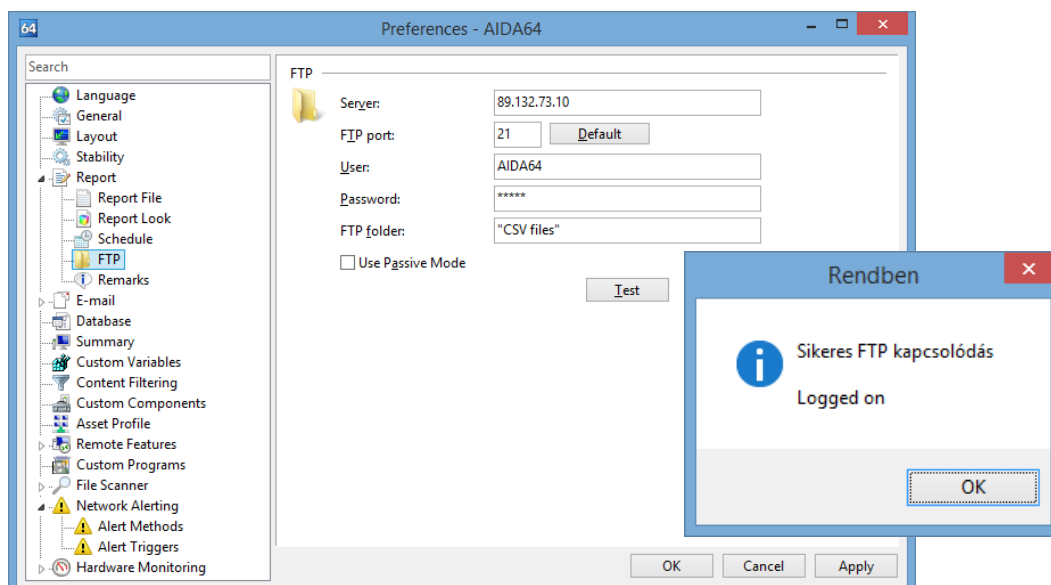 64
Preferences - AIDA64
Search
Language
General
Layout
Stability
Report
Report File
Report Look
Schedule
FTP
Remarks
E-mail
Database
Summary
Custom Variables
Content Filtering
Custom Components
Asset Profile
Remote Features
Custom Programs
File Scanner
Network Alerting
Alert Methods
Alert Triggers
Hardware Monitoring
FTP
Server: 89.132.73.10
FTP port: 21 Default
User: AIDA64
Password: *****
FTP folder: "CSV files"
Use Passive Mode
Test
OK Cancel Apply
Rendben
Sikeres FTP kapcsolódás
Logged on
OK